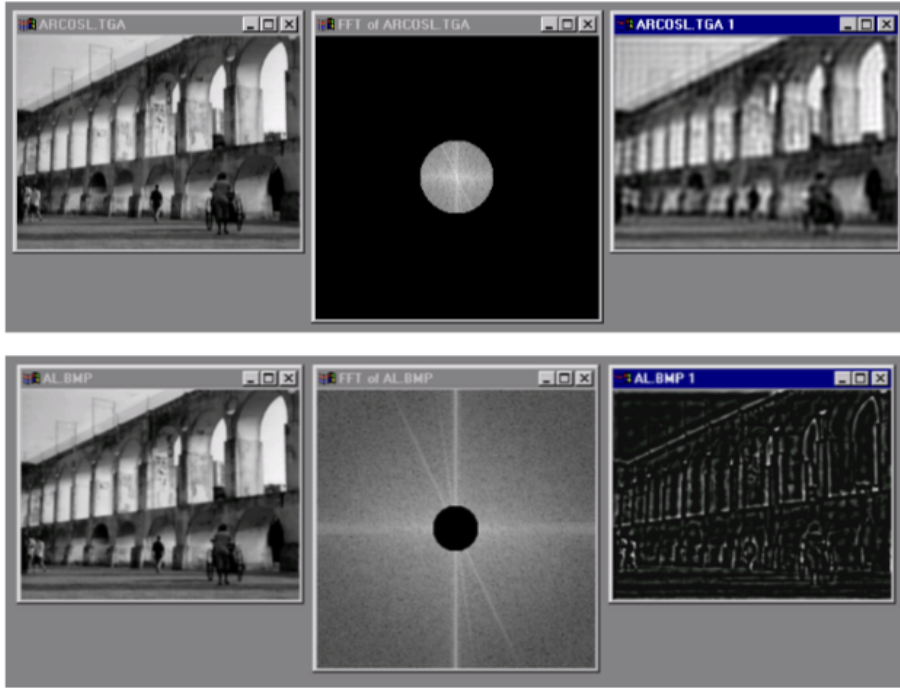 ARCOSL.TGA
FFT of ARCOSL.TGA
ARCOSL.TGA 1
AL.BMP
FFT of AL.BMP
AL.BMP 1